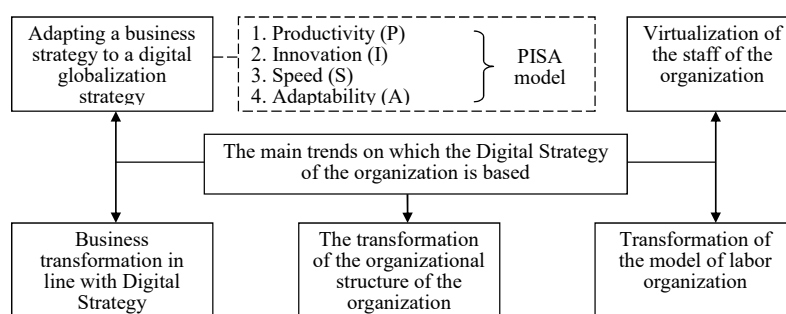 Adapting a business
strategy to a digital
globalization
strategy
1. Productivity (P)
2. Innovation (I)
3. Speed (S)
4. Adaptability (A)
PISA
model
Virtualization of
the staff of the
organization
The main trends on which the Digital Strategy
of the organization is based
Business
transformation in
line with Digital
Strategy
The transformation
of the organizational
structure of the
organization
Transformation of
the model of labor
organization